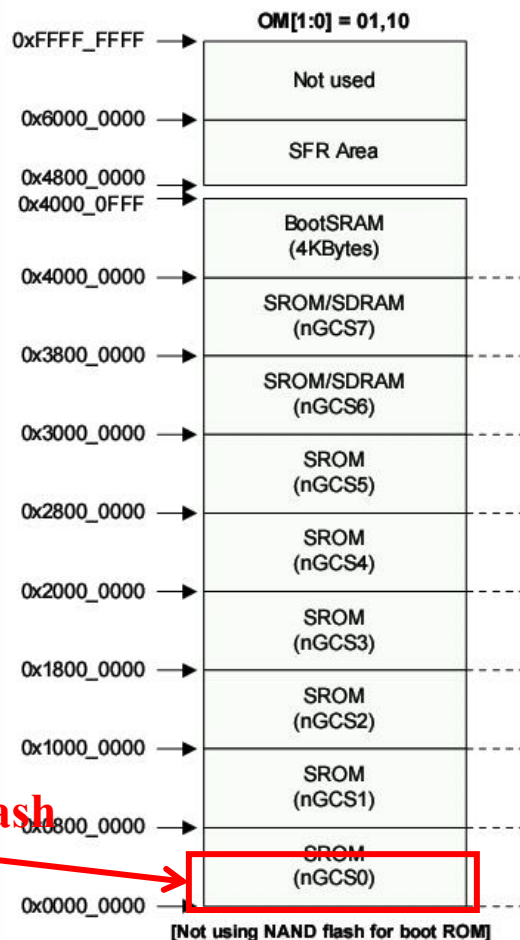 OM[1:0] = 01,10
0xFFFF_FFFF
Not used
0x6000_0000
SFR Area
0x4800_0000
0x4000_0FFF
BootSRAM
(4KBytes)
0x4000_0000
SROM/SDRAM
(nGCS7)
0x3800_0000
SROM/SDRAM
(nGCS6)
0x3000_0000
SROM
(nGCS5)
0x2800_0000
SROM
(nGCS4)
0x2000_0000
SROM
(nGCS3)
0x1800_0000
SROM
(nGCS2)
0x1000_0000
SROM
(nGCS1)
ash
0x0800_0000
SROM
(nGCS0)
0x0000_0000
[Not using NAND flash for boot ROM]